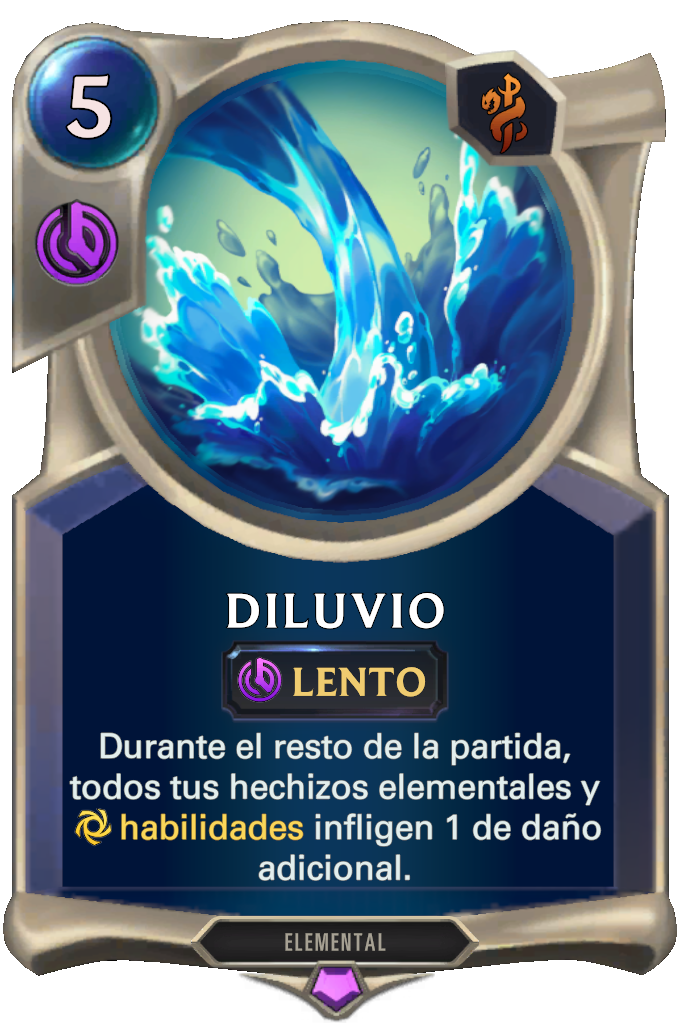 5
DILUVIO
LENTO
Durante el resto de la partida,
todos tus hechizos elementales y
habilidades infligen 1 de daño
adicional.
ELEMENTAL